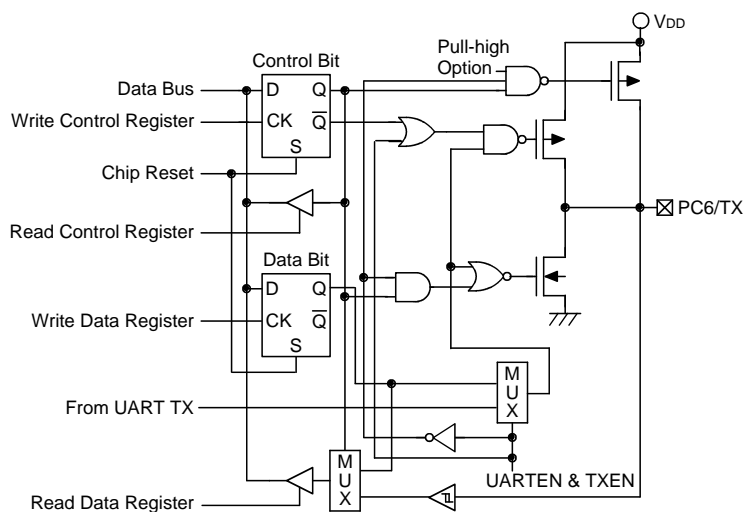 VDD
Control Bit
Pull-high
Option
Data Bus
D
Q
Write Control Register
CK
Q
S
Chip Reset
PC6/TX
Read Control Register
Data Bit
D
Q
Write Data Register
CK
Q
S
M
U
X
From UART TX
M
U
X
UARTEN & TXEN
Read Data Register